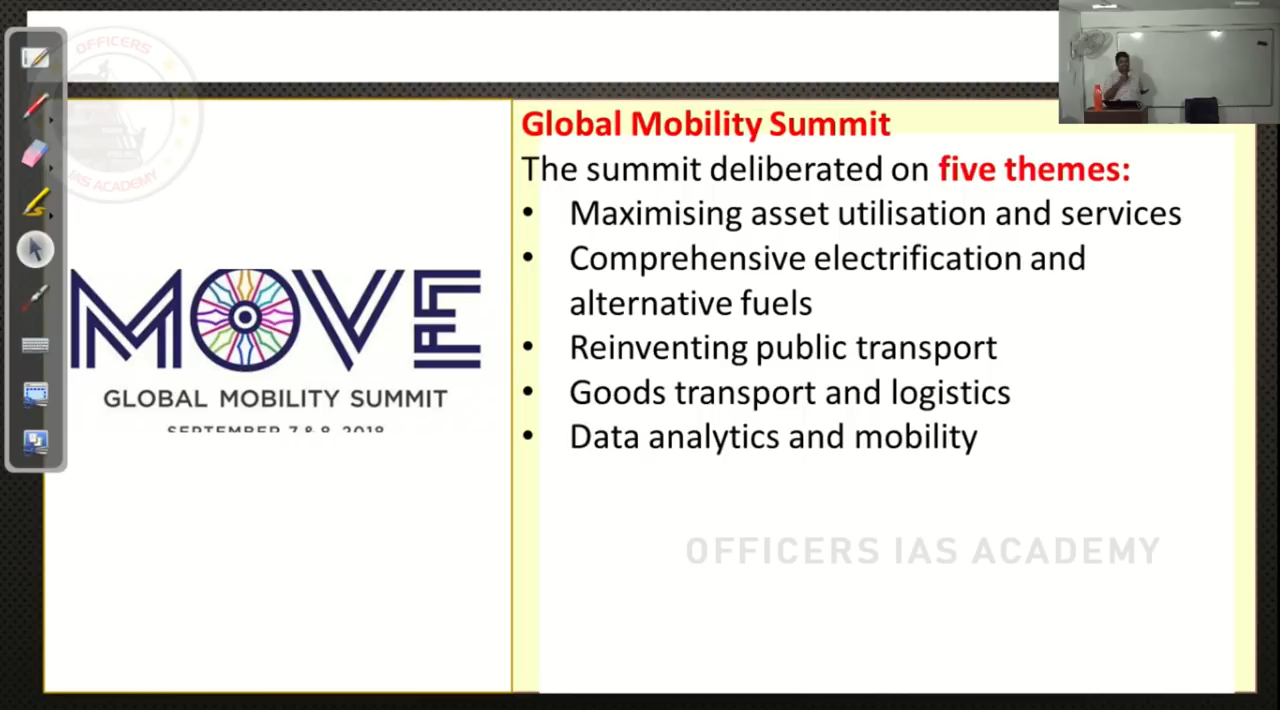 OFFICERS
IAS ACADEMY
Global Mobility Summit
The summit deliberated on five themes:
• Maximising asset utilisation and services
• Comprehensive electrification and
alternative fuels
• Reinventing public transport
• Goods transport and logistics
• Data analytics and mobility
MOVE
GLOBAL MOBILITY SUMMIT
SEPTEMBER 7 & 8, 2018
OFFICERS IAS ACADEMY